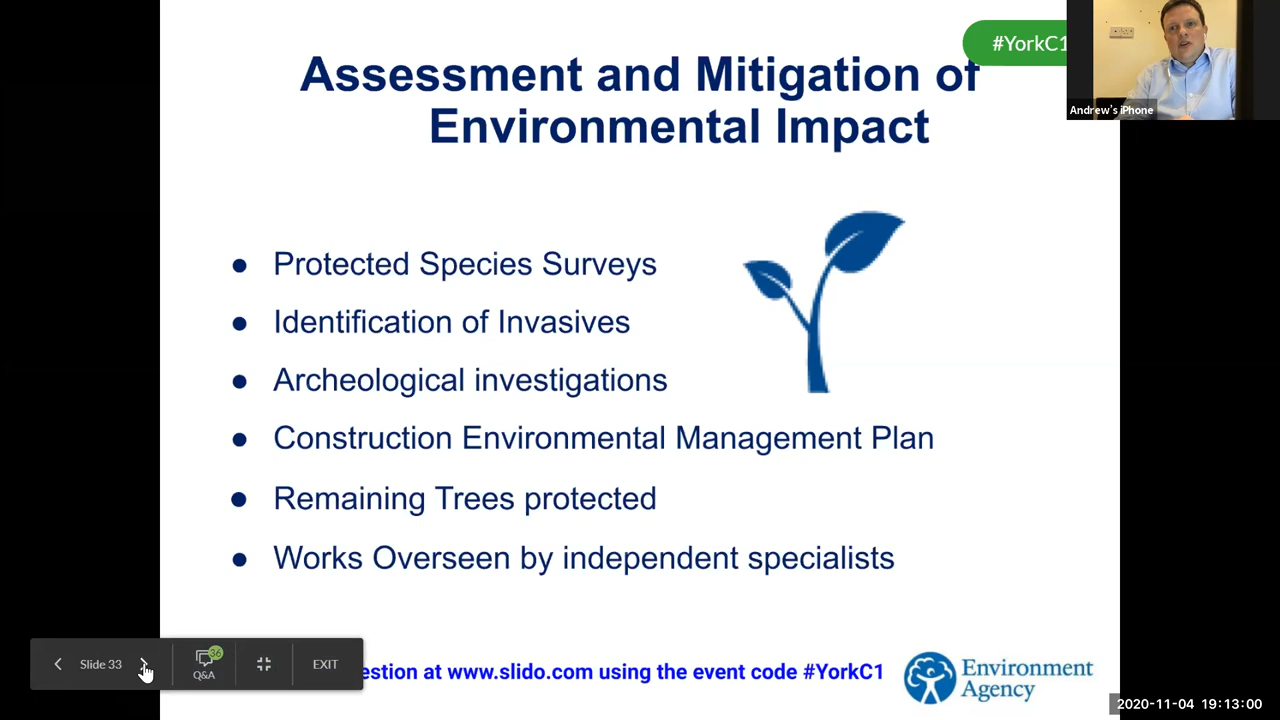 #YorkC1
Andrew's iPhone
Assessment and Mitigation of
Environmental Impact
● Protected Species Surveys
● Identification of Invasives
● Archeological investigations
● Construction Environmental Management Plan
● Remaining Trees protected
● Works Overseen by independent specialists
Slide 33
36
Q&A
EXIT
estion at www.slido.com using the event code #YorkC1
Environment
Agency
2020-11-04 19:13:00